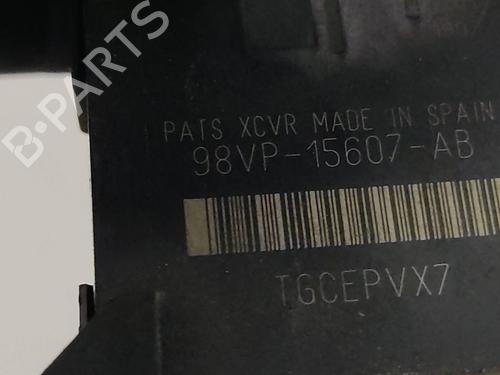 PATS XCVR MADE IN SPAIN
98VP-15607-AB
TGCEPVX7
B-PARTS